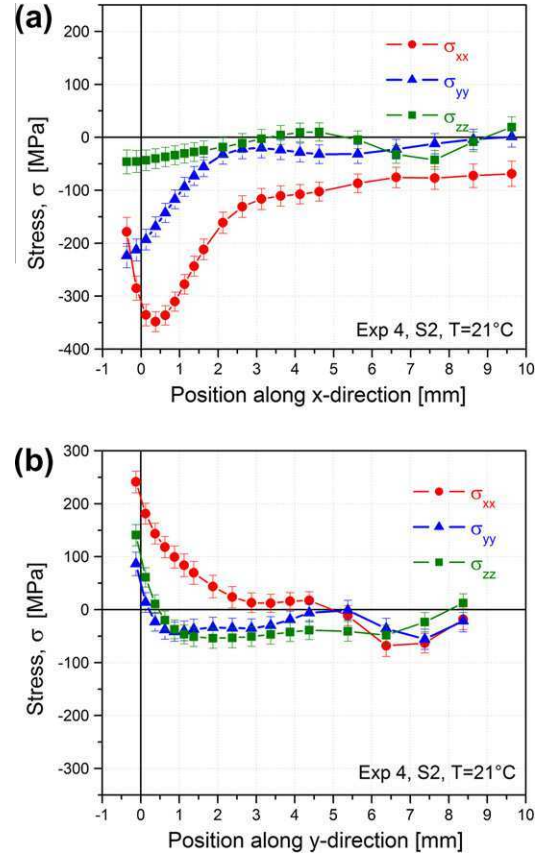 (a)
200
100
0
-100
-200
-300
-400
Stress, σ [MPa]
σxx
σyy
σzz
Exp 4, S2, T=21°C
-1 0 1 2 3 4 5 6 7 8 9 10
Position along x-direction [mm]
(b)
300
200
100
0
-100
-200
-300
Stress, σ [MPa]
σxx
σyy
σzz
Exp 4, S2, T=21°C
-1 0 1 2 3 4 5 6 7 8 9 10
Position along y-direction [mm]